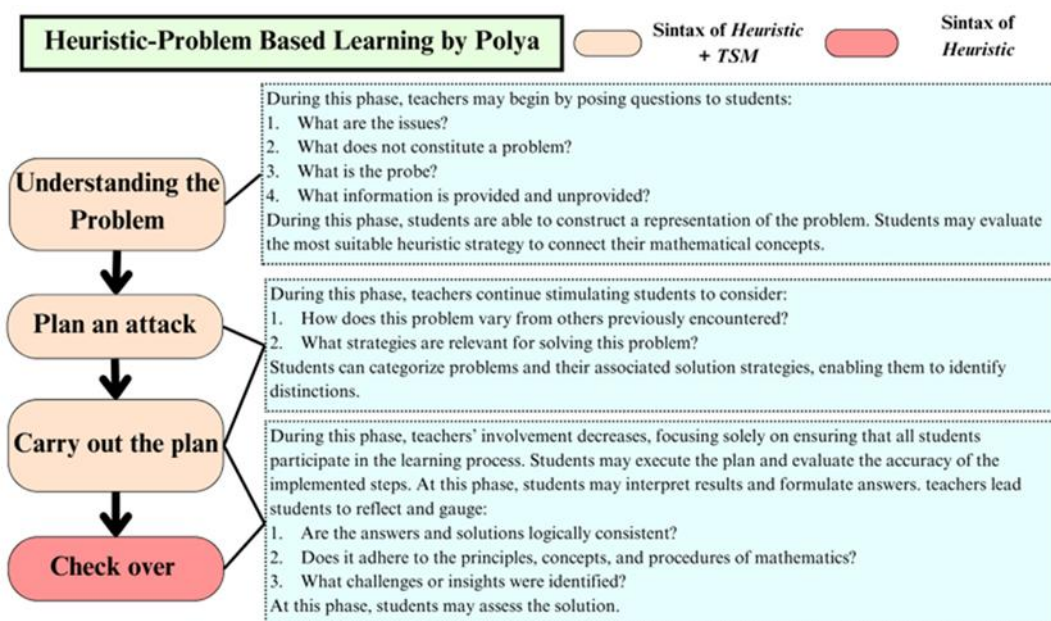 Heuristic-Problem Based Learning by Polya
Sintax of Heuristic
+ TSM
Sintax of
Heuristic
Understanding the
Problem
During this phase, teachers may begin by posing questions to students:
1. What are the issues?
2. What does not constitute a problem?
3. What is the probe?
4. What information is provided and unprovided?
During this phase, students are able to construct a representation of the problem. Students may evaluate
the most suitable heuristic strategy to connect their mathematical concepts.
Plan an attack
During this phase, teachers continue stimulating students to consider:
1. How does this problem vary from others previously encountered?
2. What strategies are relevant for solving this problem?
Students can categorize problems and their associated solution strategies, enabling them to identify
distinctions.
Carry out the plan
During this phase, teachers’ involvement decreases, focusing solely on ensuring that all students
participate in the learning process. Students may execute the plan and evaluate the accuracy of the
implemented steps. At this phase, students may interpret results and formulate answers. teachers lead
students to reflect and gauge:
1. Are the answers and solutions logically consistent?
2. Does it adhere to the principles, concepts, and procedures of mathematics?
3. What challenges or insights were identified?
At this phase, students may assess the solution.
Check over